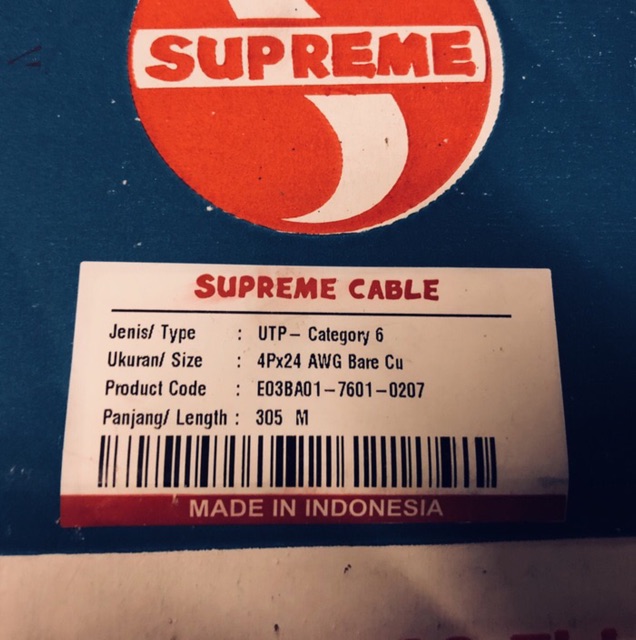 SUPREME
SUPREME CABLE
Jenis/ Type : UTP - Category 6
Ukuran/ Size : 4Px24 AWG Bare Cu
Product Code : E03BA01-7601-0207
Panjang/ Length : 305 M
MADE IN INDONESIA